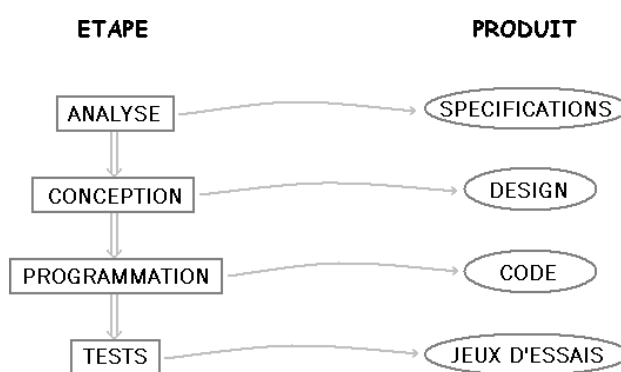 ETAPE PRODUIT
ANALYSE SPECIFICATIONS
CONCEPTION DESIGN
PROGRAMMATION CODE
TESTS JEUX D'ESSAIS